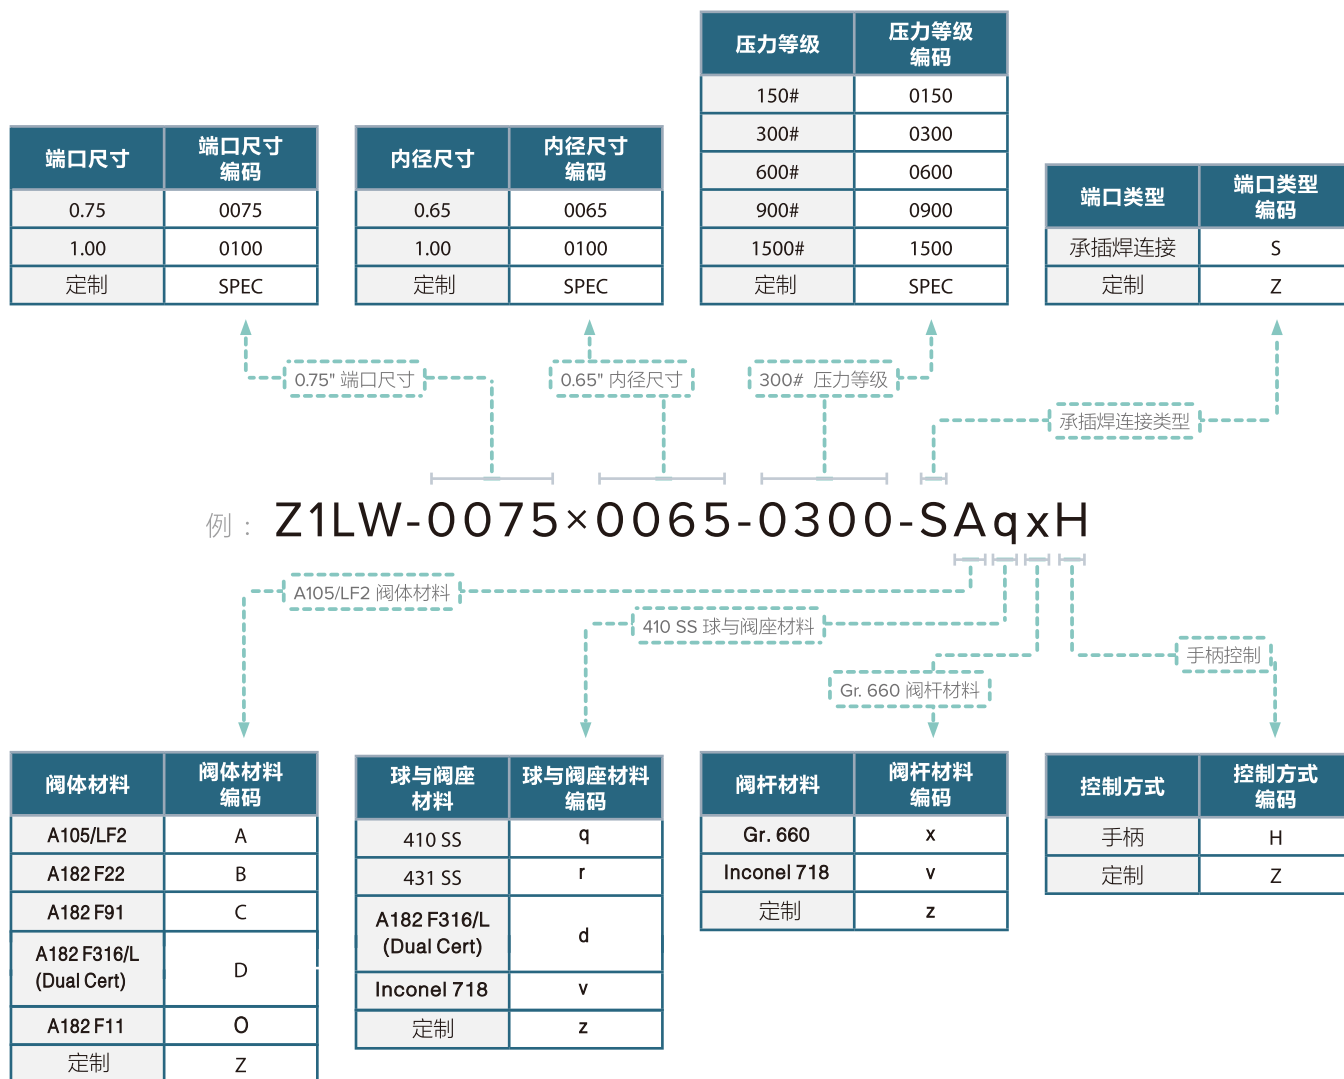 压力等级 压力等级
编码
150# 0150
300# 0300
600# 0600
900# 0900
1500# 1500
定制 SPEC
端口尺寸 端口尺寸
编码
0.75 0075
1.00 0100
定制 SPEC
内径尺寸 内径尺寸
编码
0.65 0065
1.00 0100
定制 SPEC
端口类型 端口类型
编码
承插焊连接 S
定制 Z
0.75" 端口尺寸
0.65" 内径尺寸
300# 压力等级
承插焊连接类型
例： Z1LW-0075×0065-0300-SAqxH
A105/LF2 阀体材料
410 SS 球与阀座材料
Gr. 660 阀杆材料
手柄控制
阀体材料 阀体材料
编码
A105/LF2 A
A182 F22 B
A182 F91 C
A182 F316/L
(Dual Cert) D
A182 F11 O
定制 Z
球与阀座
材料
球与阀座材料
编码
410 SS q
431 SS r
A182 F316/L
(Dual Cert) d
Inconel 718 v
定制 z
阀杆材料 阀杆材料
编码
Gr. 660 x
Inconel 718 v
定制 z
控制方式 控制方式
编码
手柄 H
定制 Z